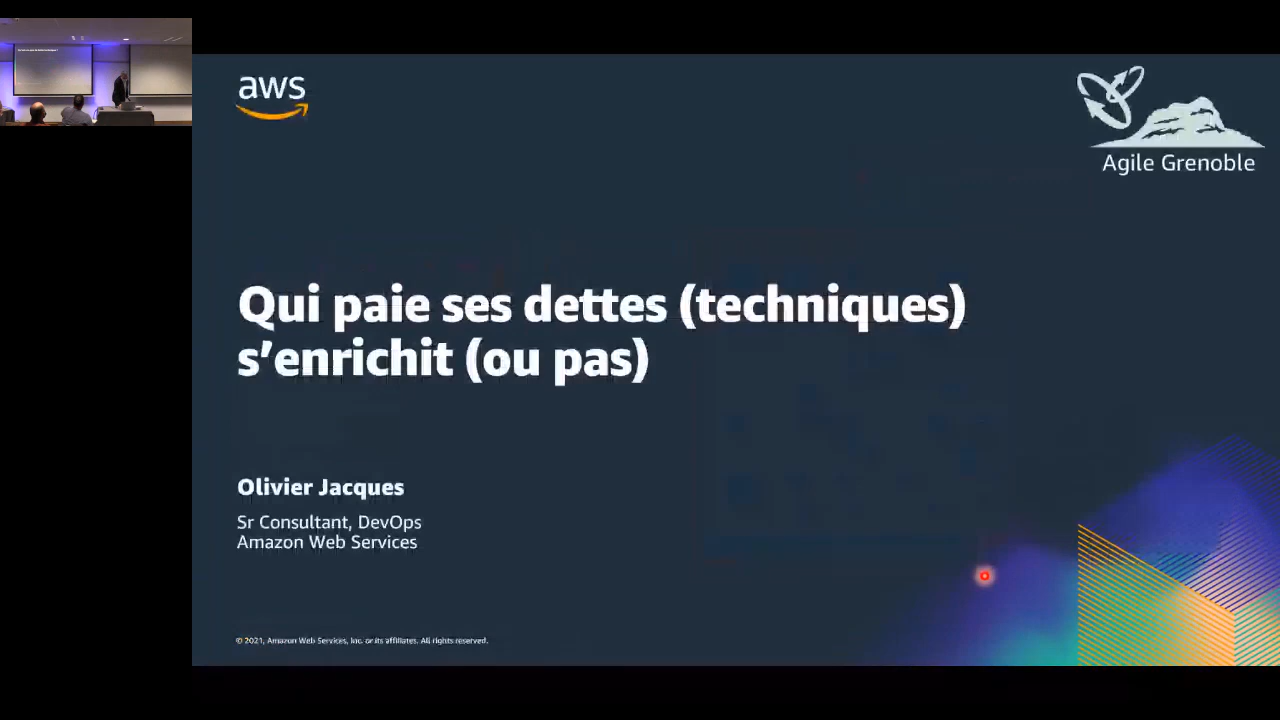 aws
Agile Grenoble
Qui paie ses dettes (techniques)
s’enrichit (ou pas)
Olivier Jacques
Sr Consultant, DevOps
Amazon Web Services
© 2021, Amazon Web Services, Inc. or its affiliates. All rights reserved.